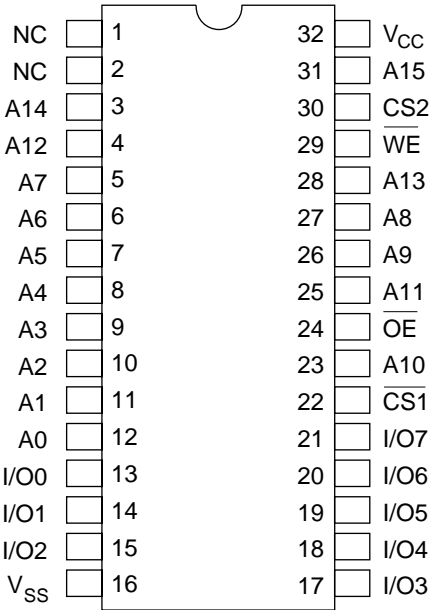 NC 1 32 VCC
NC 2 31 A15
A14 3 30 CS2
A12 4 29 W̅E̅
A7 5 28 A13
A6 6 27 A8
A5 7 26 A9
A4 8 25 A11
A3 9 24 O̅E̅
A2 10 23 A10
A1 11 22 C̅S̅1̅
A0 12 21 I/O7
I/O0 13 20 I/O6
I/O1 14 19 I/O5
I/O2 15 18 I/O4
VSS 16 17 I/O3